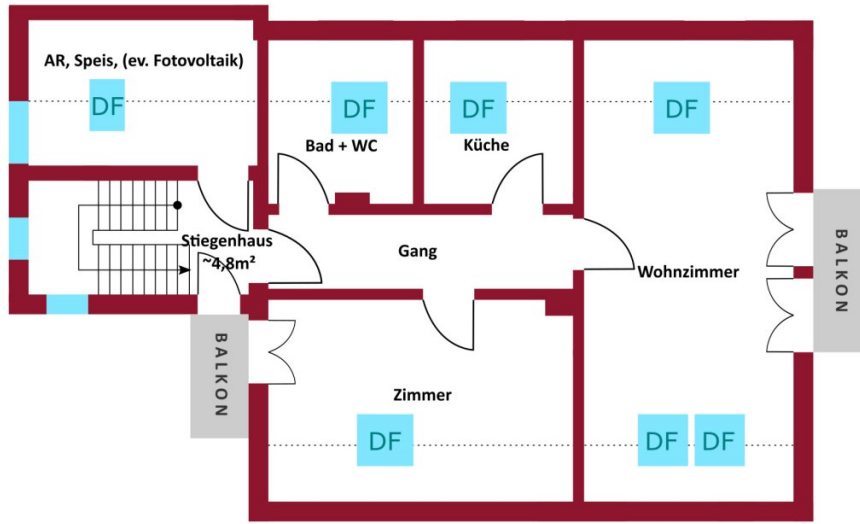 AR, Speis, (ev. Fotovoltaik)
DF
DF
DF
DF
Bad + WC
Küche
Stiegenhaus
~4,8m²
Gang
Wohnzimmer
BALKON
BALKON
Zimmer
DF
DF
DF